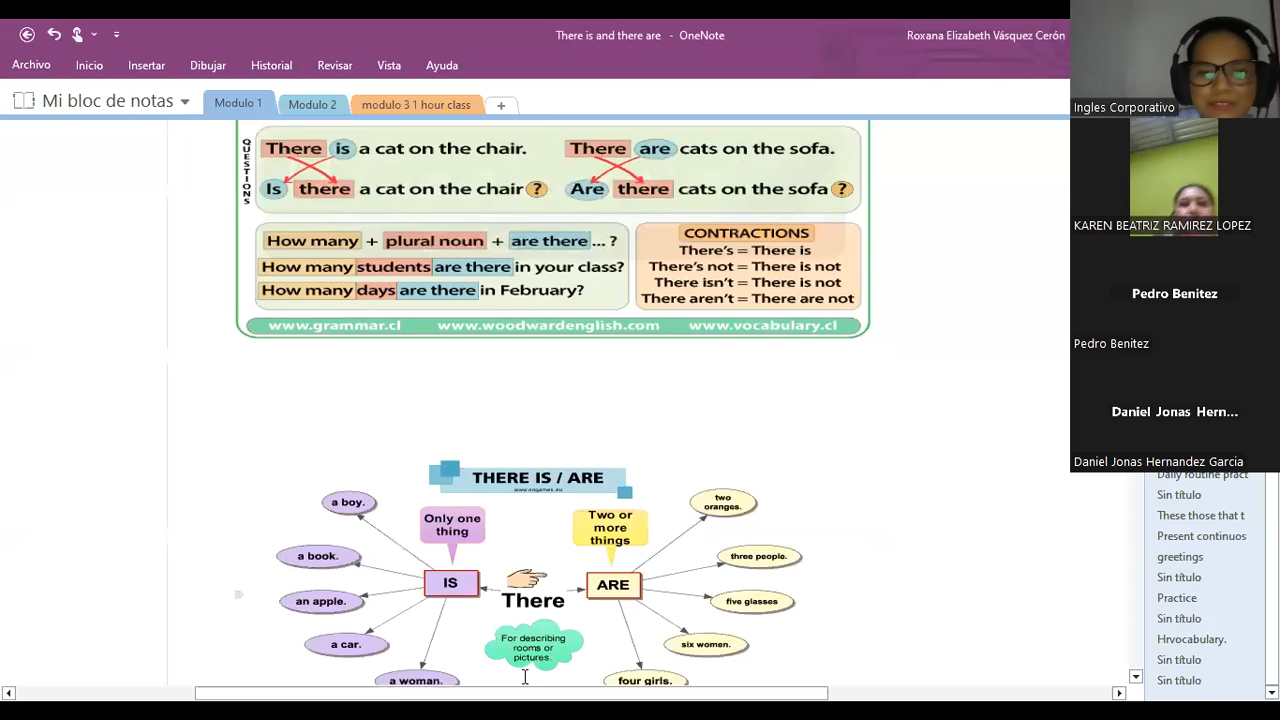 There is and there are - OneNote
Roxana Elizabeth Vásquez Cerón
Archivo Inicio Insertar Dibujar Historial Revisar Vista Ayuda
Mi bloc de notas
Modulo 1
Modulo 2
modulo 3 1 hour class
+
QUESTIONS
There is a cat on the chair.
Is there a cat on the chair ?
There are cats on the sofa.
Are there cats on the sofa ?
How many + plural noun + are there ... ?
How many students are there in your class?
How many days are there in February?
CONTRACTIONS
There's = There is
There's not = There is not
There isn't = There is not
There aren't = There are not
www.grammar.cl www.woodwardenglish.com www.vocabulary.cl
THERE IS / ARE
www.engames.eu
Only one
thing
Two or
more
things
a boy.
a book.
an apple.
a car.
a woman.
IS
There
ARE
For describing
rooms or
pictures.
two
oranges.
three people.
five glasses
six women.
four girls.
Ingles Corporativo
KAREN BEATRIZ RAMIREZ LOPEZ
Pedro Benitez
Pedro Benitez
Daniel Jonas Hern...
Daniel Jonas Hernandez Garcia
Daily routine pract
Sin título
These those that t
Present continuos
greetings
Sin título
Practice
Sin título
Hrvocabulary.
Sin título
Sin título